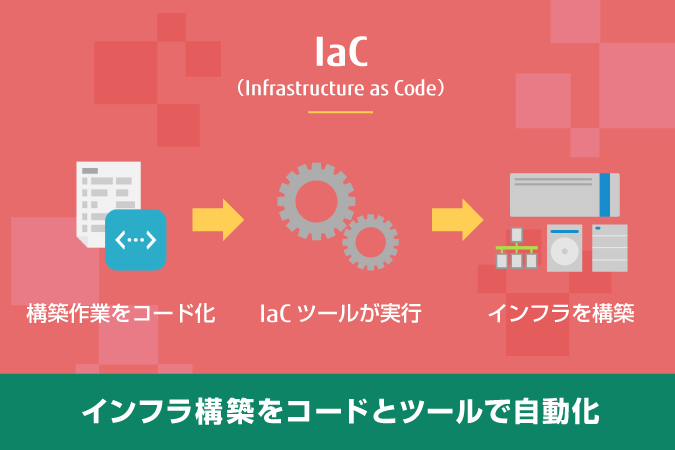 IaC
（Infrastructure as Code）
構築作業をコード化
IaC ツールが実行
インフラを構築
インフラ構築をコードとツールで自動化